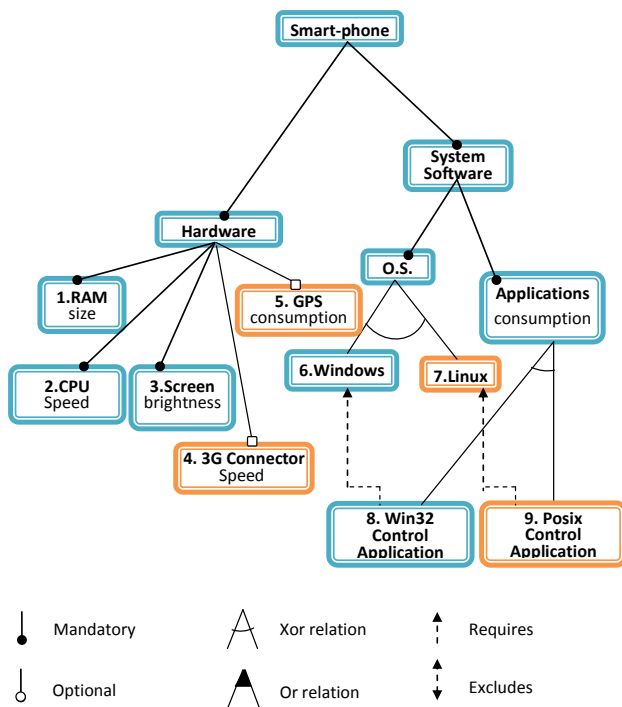 Smart-phone
System
Software
Hardware
O.S.
1.RAM
size
5. GPS
consumption
Applications
consumption
2.CPU
Speed
3.Screen
brightness
6.Windows
7.Linux
4. 3G Connector
Speed
8. Win32
Control
Application
9. Posix
Control
Application
Mandatory
Xor relation
Requires
Optional
Or relation
Excludes